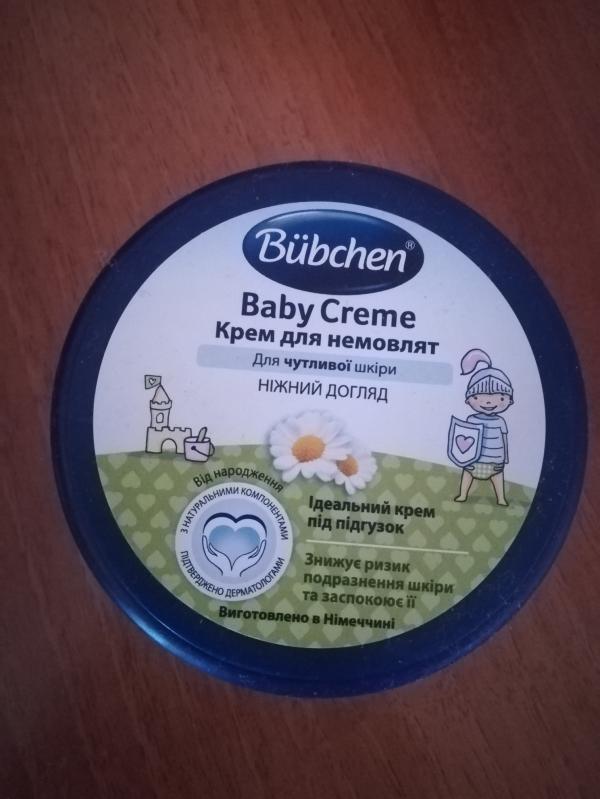 Bübchen®
Baby Creme
Крем для немовлят
Для чутливої шкіри
НІЖНИЙ ДОГЛЯД
Від народження
З НАТУРАЛЬНИМИ КОМПОНЕНТАМИ
ПІДТВЕРДЖЕНО ДЕРМАТОЛОГАМИ
Ідеальний крем
під підгузок
Знижує ризик
подразнення шкіри
та заспокоює її
Виготовлено в Німеччині